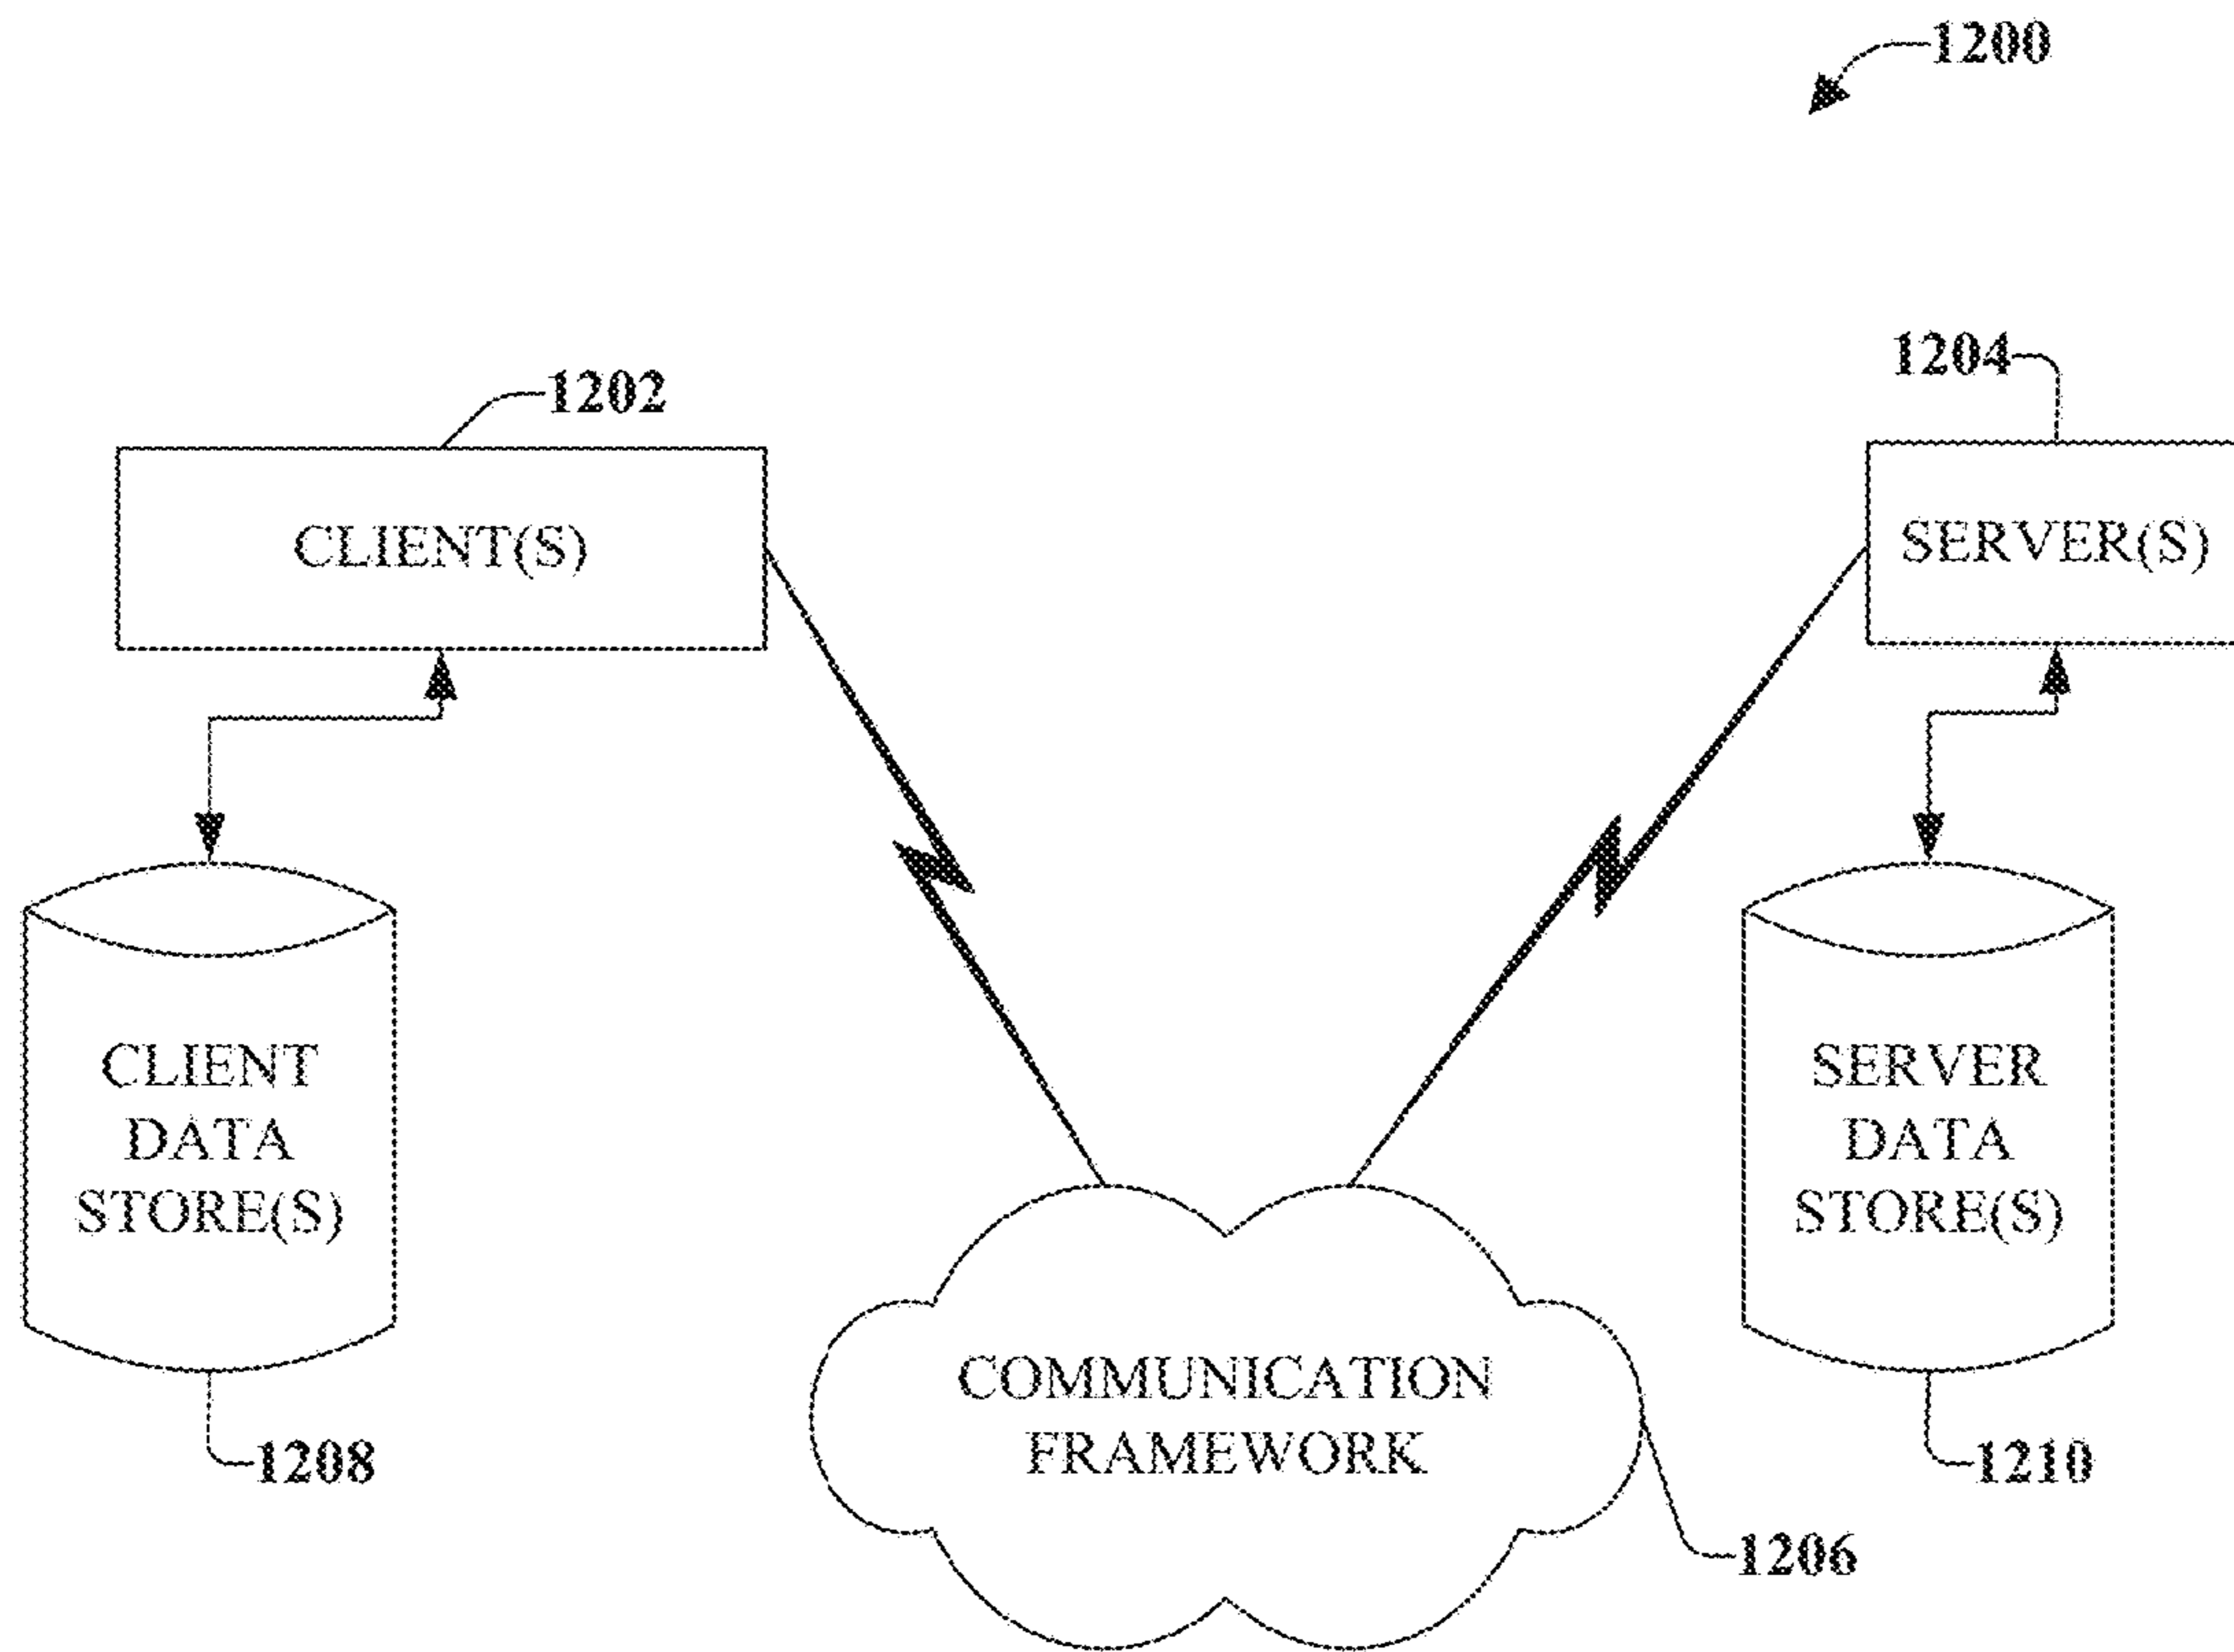 1200
1204
1202
CLIENT(S)
SERVER(S)
CLIENT
DATA
STORE(S)
SERVER
DATA
STORE(S)
COMMUNICATION
FRAMEWORK
1208
1210
1206